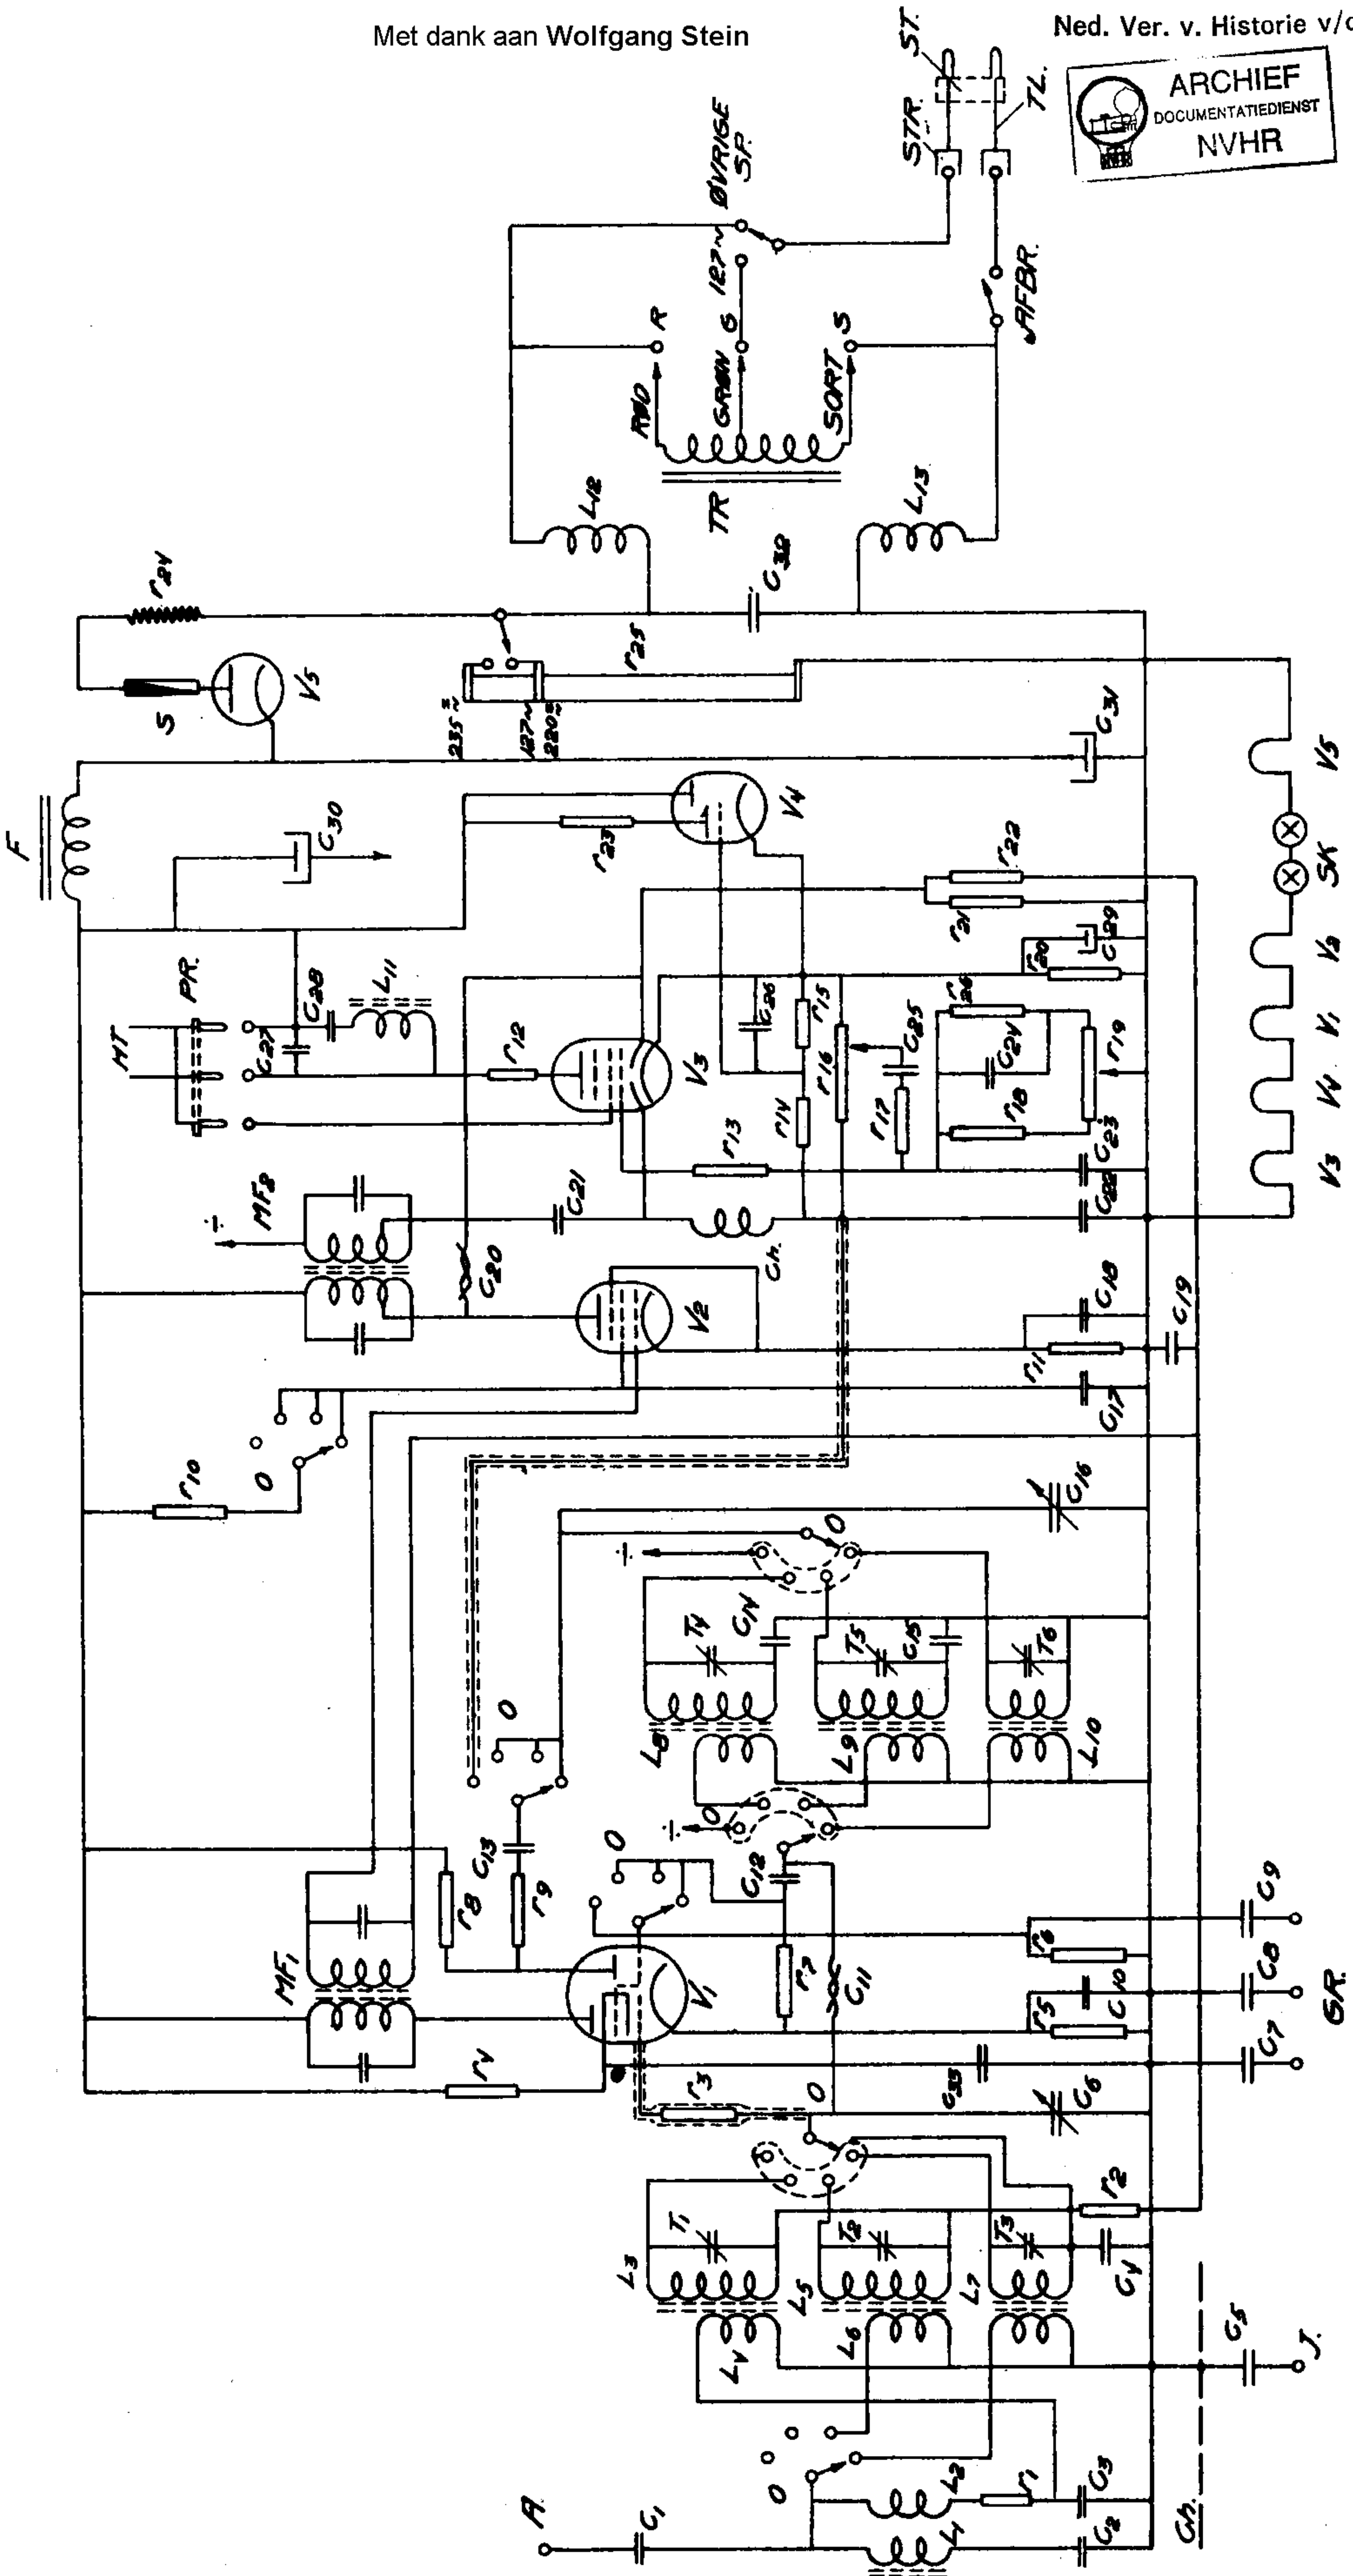 Met dank aan Wolfgang Stein
Ned. Ver. v. Historie v/d
ARCHIEF
DOCUMENTATIEDIENST
NVHR
ST.
STR.
TL.
ØVRIGE
SP.
127~
AFBR.
RØD
R
GRØN
G
SORT
S
TR
L12
L13
C32
r24
S
V5
r25
235≂
127~
220≂
F
C30
C31
V4
r23
r22
r21
SK
V5
HT
PR.
C27
C28
L11
r12
V3
C26
r15
r14
r16
C25
r17
r20
C29
r26
C24
r18
r19
r13
C23
C22
MF2
C21
C20
Ch.
V2
C18
r11
C19
C17
V3
V4
V1
V2
r10
O
C16
O
T4
C14
T5
C15
T6
L8
L9
L10
O
O
O
C13
r8
r9
C12
MF1
V1
r7
C11
r6
C9
C10
C8
r5
C7
GR.
r4
r3
C33
O
C6
r2
T1
T2
T3
C4
L3
L5
L7
L4
L6
C5
J.
A
C1
O
L2
L1
r1
C3
C2
Ch.